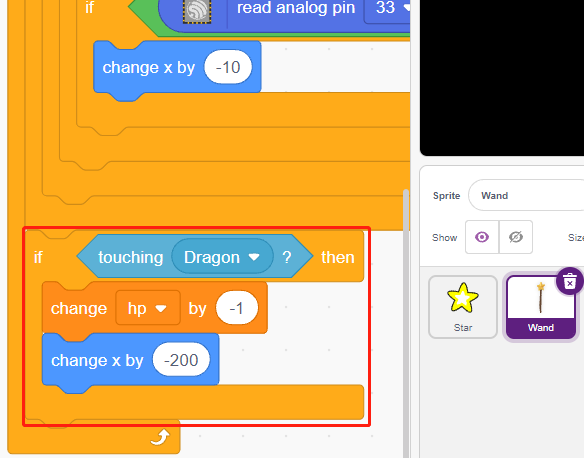 if read analog pin 33
change x by -10
Sprite Wand
Show Size
if touching Dragon ? then
change hp by -1
change x by -200
Star Wand